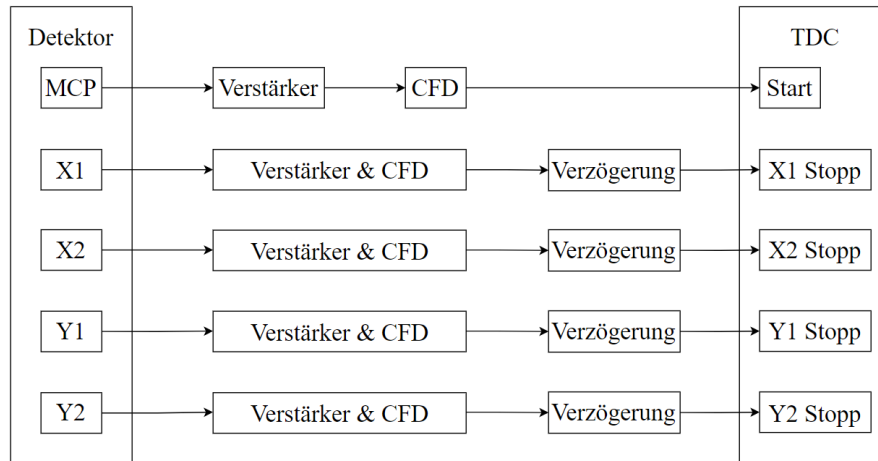 Detektor TDC
MCP Verstärker CFD Start
X1 Verstärker & CFD Verzögerung X1 Stopp
X2 Verstärker & CFD Verzögerung X2 Stopp
Y1 Verstärker & CFD Verzögerung Y1 Stopp
Y2 Verstärker & CFD Verzögerung Y2 Stopp